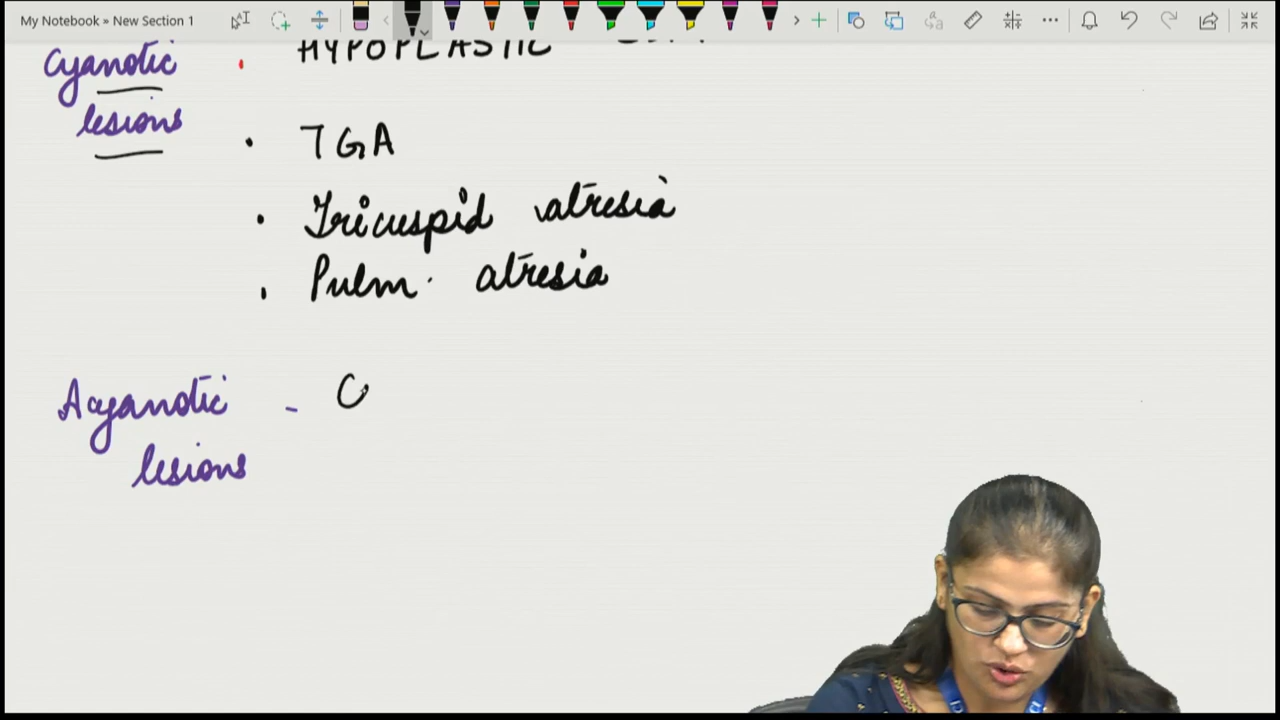 My Notebook » New Section 1
Cyanotic
lesions
HYPOPLASTIC
• TGA
• Tricuspid atresia
• Pulm. atresia
Acyanotic - C
lesions